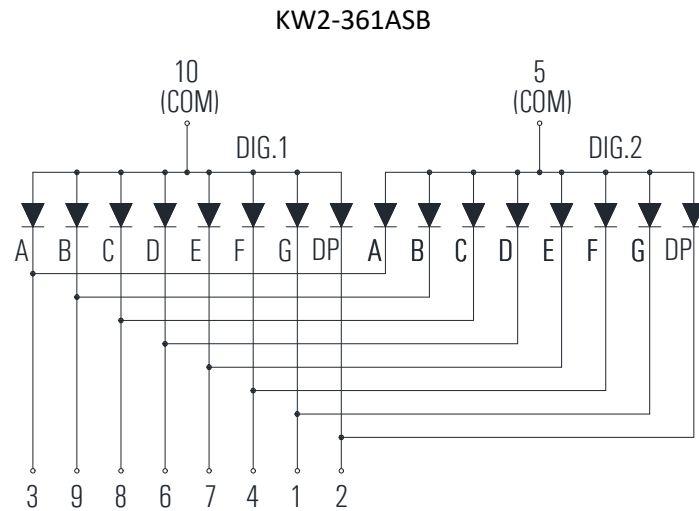 KW2-361ASB
10 5
(COM) (COM)
DIG.1 DIG.2
A B C D E F G DP A B C D E F G DP
3 9 8 6 7 4 1 2